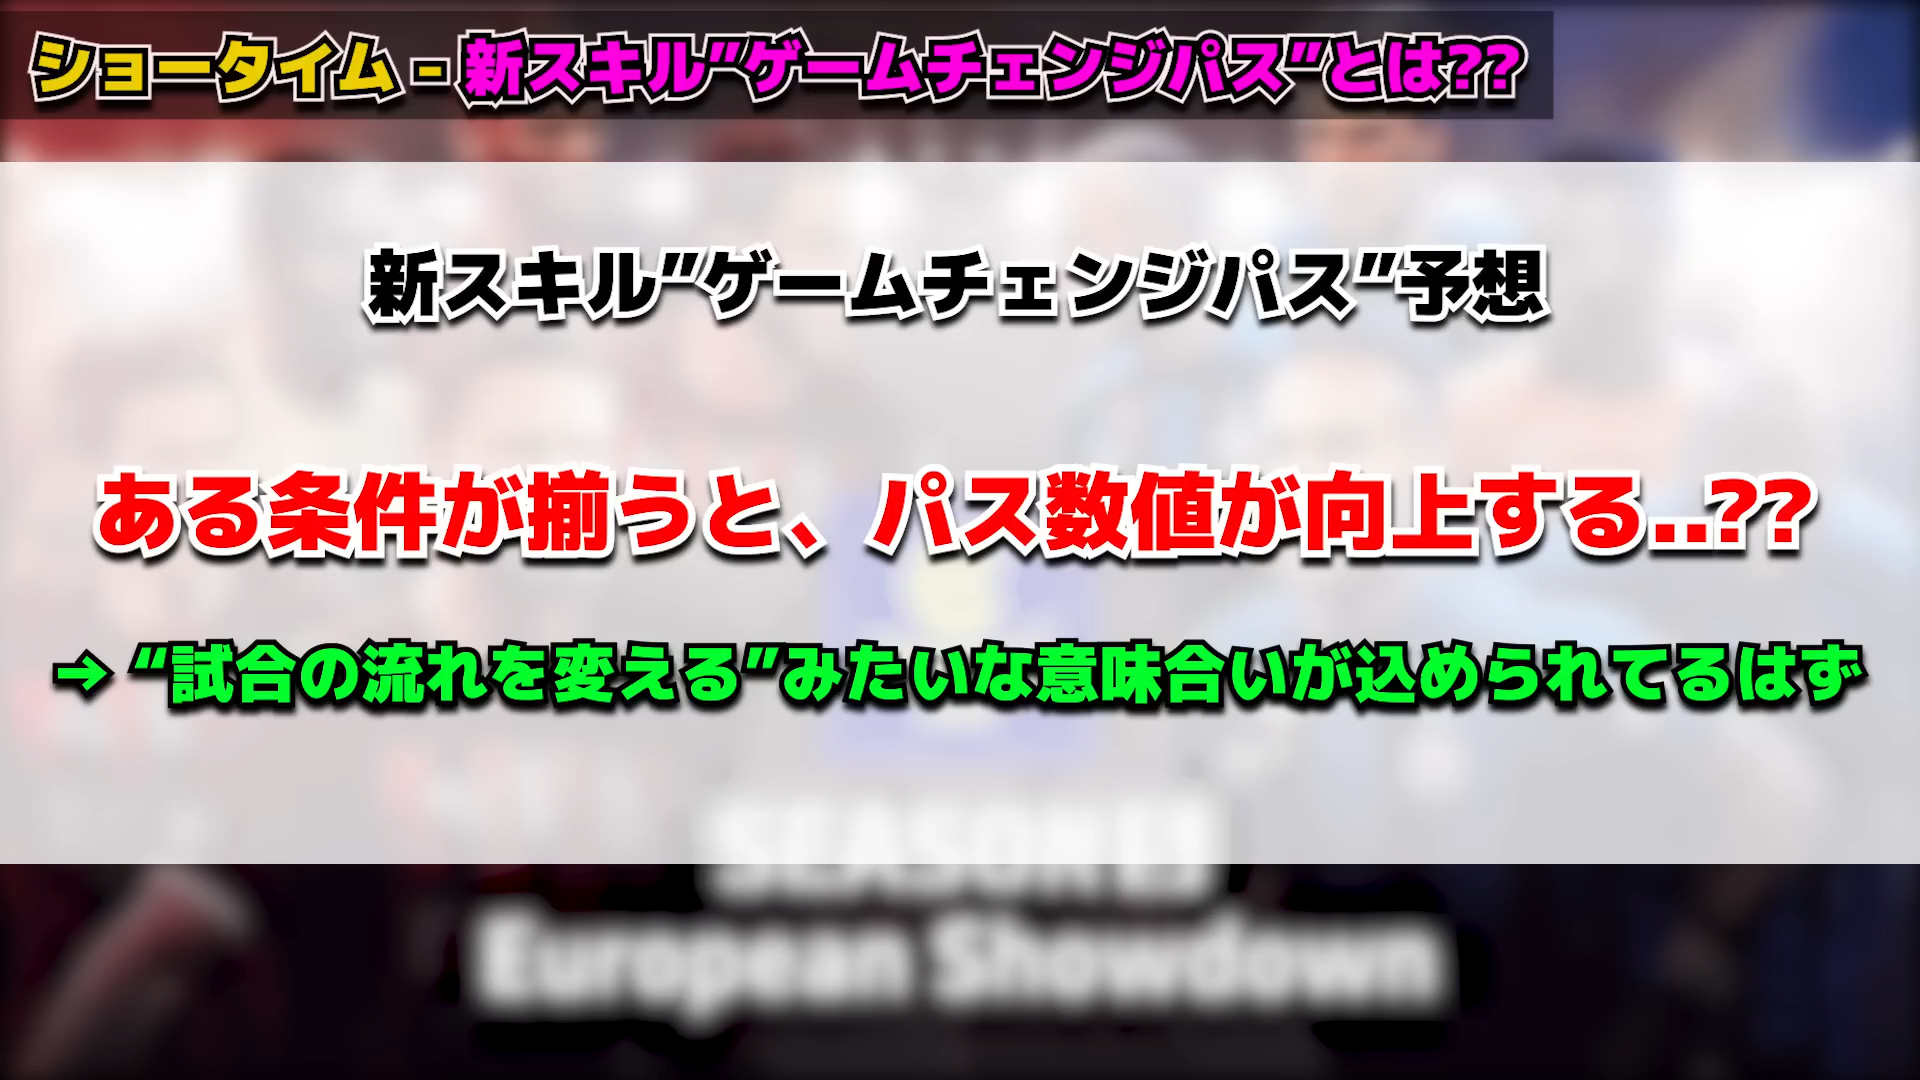 ショータイム - 新スキル"ゲームチェンジパス"とは??
新スキル"ゲームチェンジパス"予想
ある条件が揃うと、パス数値が向上する..??
→ “試合の流れを変える"みたいな意味合いが込められてるはず
European Showdown